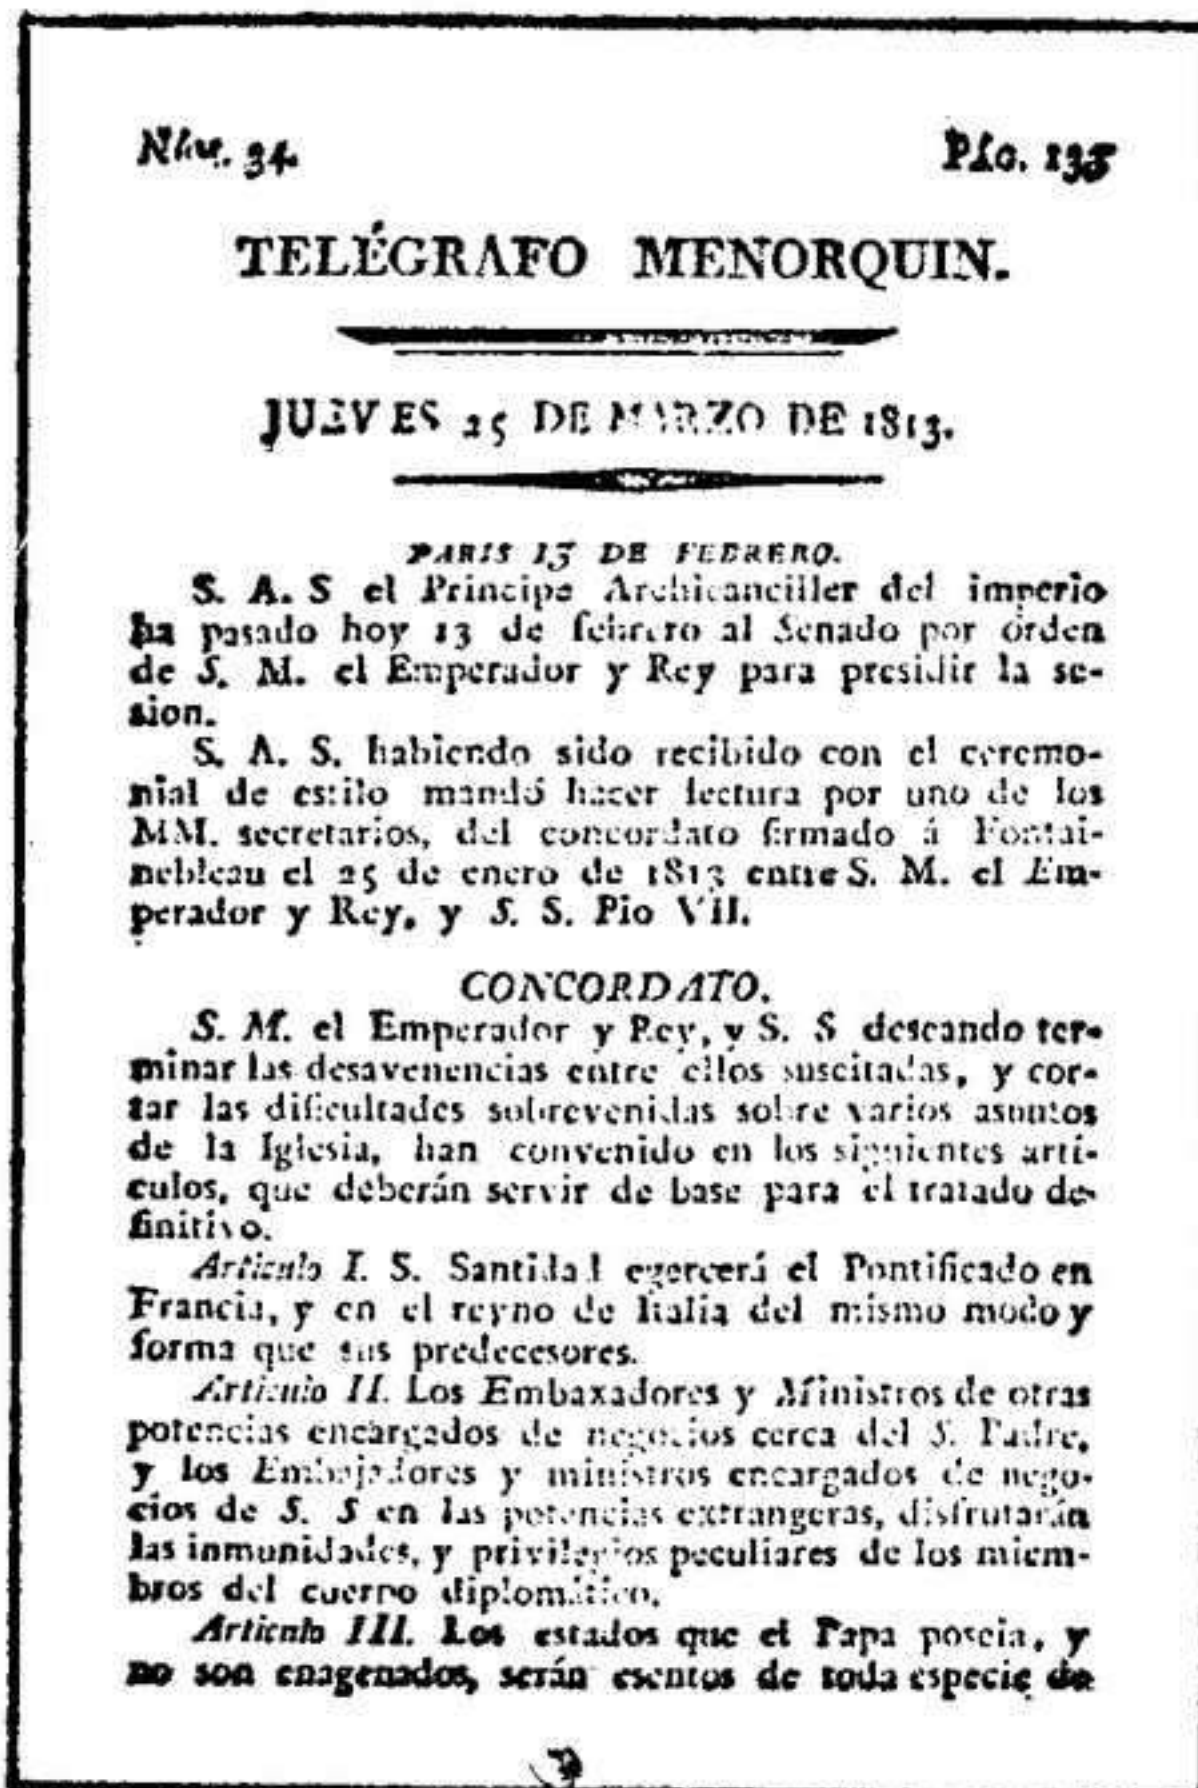 Núm. 34. Pág. 133
TELÉGRAFO MENORQUIN.
JUEVES 25 DE MARZO DE 1813.
PARIS 13 DE FEBRERO.
S. A. S el Principe Archicanciller del imperio
ha pasado hoy 13 de febrero al Senado por órden
de S. M. el Emperador y Rey para presidir la se-
sion.
S. A. S. habiendo sido recibido con el ceremo-
nial de estilo mandó hacer lectura por uno de los
MM. secretarios, del concordato firmado á Fontai-
nebleau el 25 de enero de 1813 entre S. M. el Em-
perador y Rey, y S. S. Pio VII.
CONCORDATO.
S. M. el Emperador y Rey, y S. S deseando ter-
minar las desavenencias entre ellos suscitadas, y cor-
tar las dificultades sobrevenidas sobre varios asuntos
de la Iglesia, han convenido en los siguientes artí-
culos, que deberán servir de base para el tratado de-
finitivo.
Articulo I. S. Santidad egercerá el Pontificado en
Francia, y en el reyno de Italia del mismo modo y
forma que sus predecesores.
Articulo II. Los Embaxadores y Ministros de otras
potencias encargados de negocios cerca del S. Padre,
y los Embajadores y ministros encargados de nego-
cios de S. S en las potencias extrangeras, disfrutarán
las inmunidades, y privilegios peculiares de los miem-
bros del cuerpo diplomático.
Articulo III. Los estados que el Papa poseia, y
no son enagenados, serán esentos de toda especie de